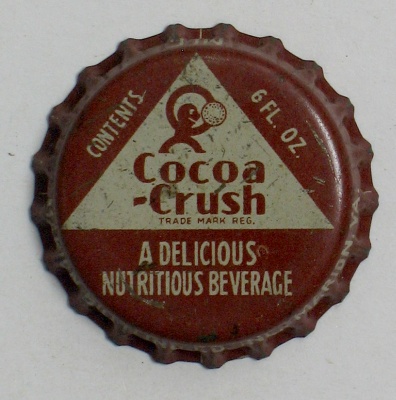 CONTENTS
6 FL. OZ.
Cocoa
-Crush
TRADE MARK REG.
A DELICIOUS
NUTRITIOUS BEVERAGE